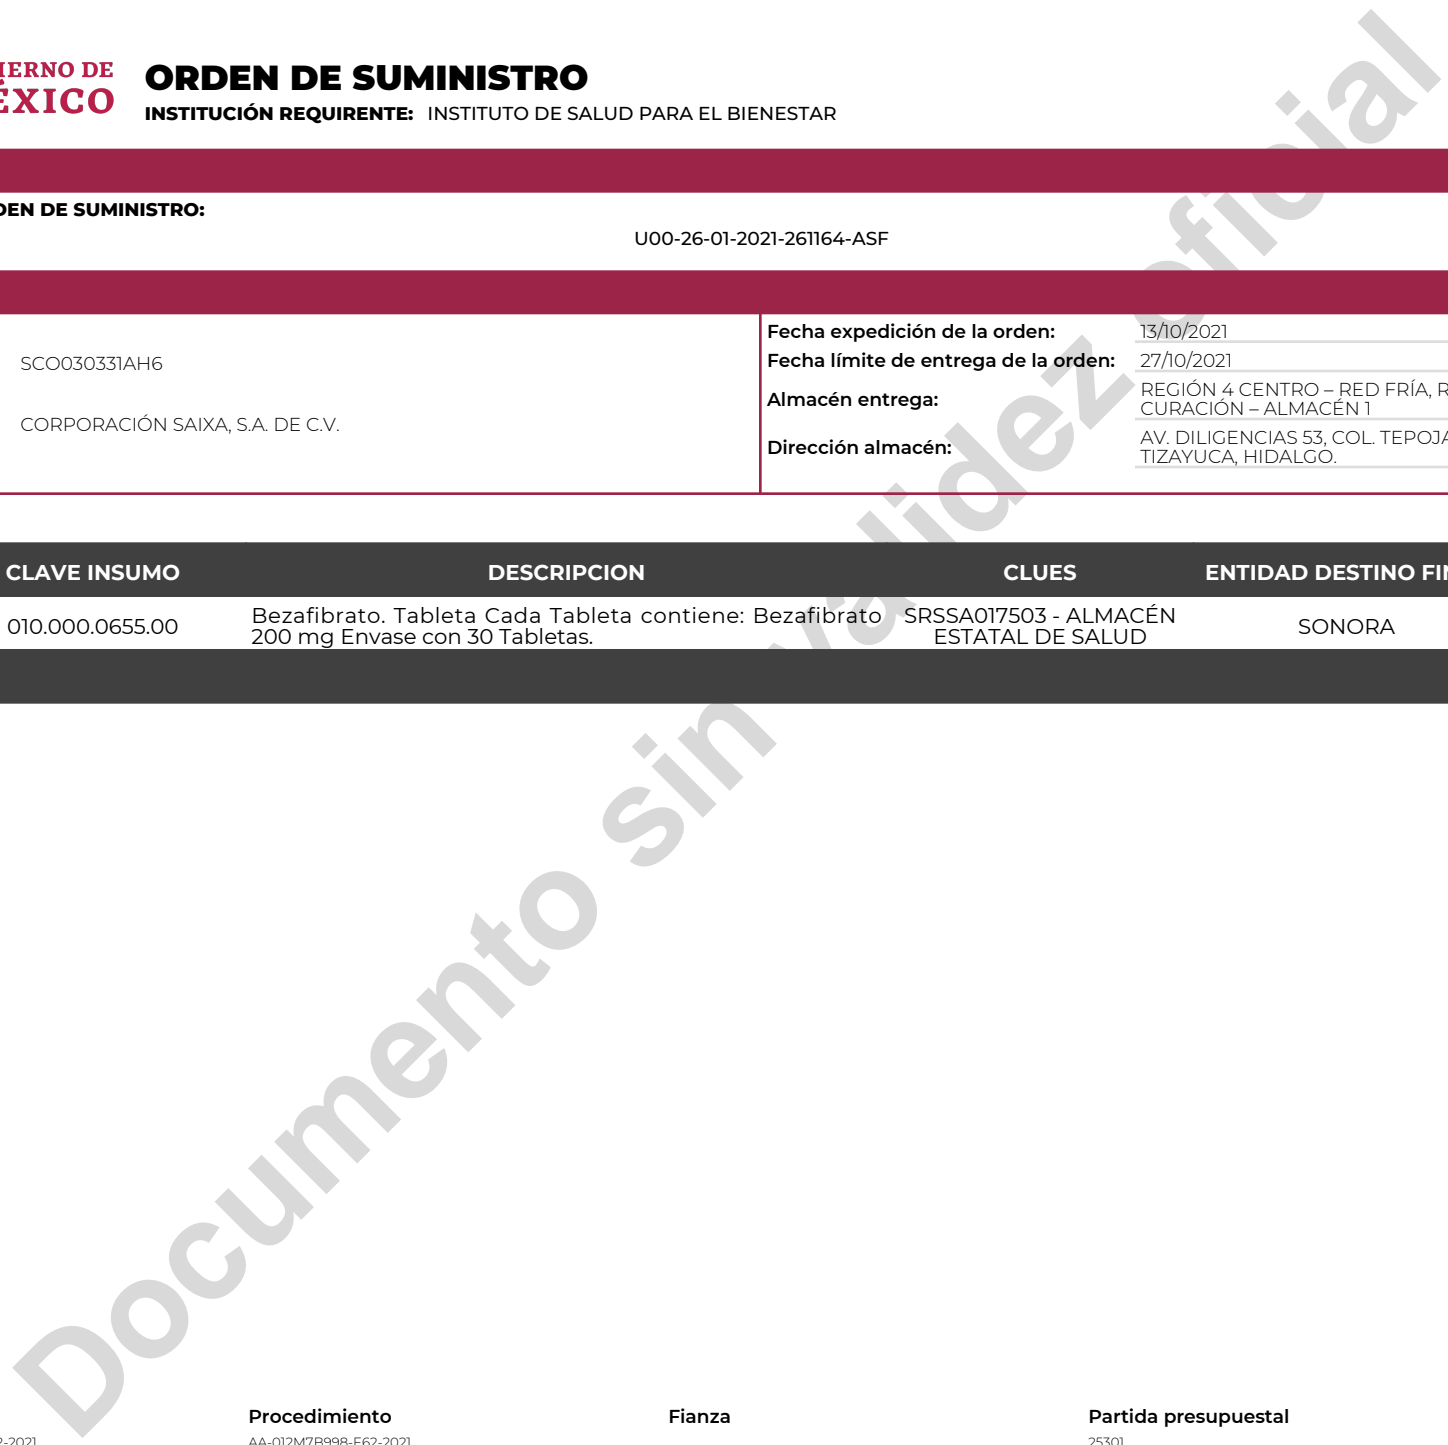 IERNO DE
ÉXICO
ORDEN DE SUMINISTRO
INSTITUCIÓN REQUIRENTE: INSTITUTO DE SALUD PARA EL BIENESTAR
DEN DE SUMINISTRO:
U00-26-01-2021-261164-ASF
SCO030331AH6
CORPORACIÓN SAIXA, S.A. DE C.V.
Fecha expedición de la orden: 13/10/2021
Fecha límite de entrega de la orden: 27/10/2021
Almacén entrega: REGIÓN 4 CENTRO – RED FRÍA, R
CURACIÓN – ALMACÉN 1
Dirección almacén: AV. DILIGENCIAS 53, COL. TEPOJA
TIZAYUCA, HIDALGO.
CLAVE INSUMO DESCRIPCION CLUES ENTIDAD DESTINO FIN
010.000.0655.00 Bezafibrato. Tableta Cada Tableta contiene: Bezafibrato SRSSA017503 - ALMACÉN SONORA
200 mg Envase con 30 Tabletas. ESTATAL DE SALUD
Documento sin validez oficial
Procedimiento Fianza Partida presupuestal
2-2021 AA-012M7B998-E62-2021 25301